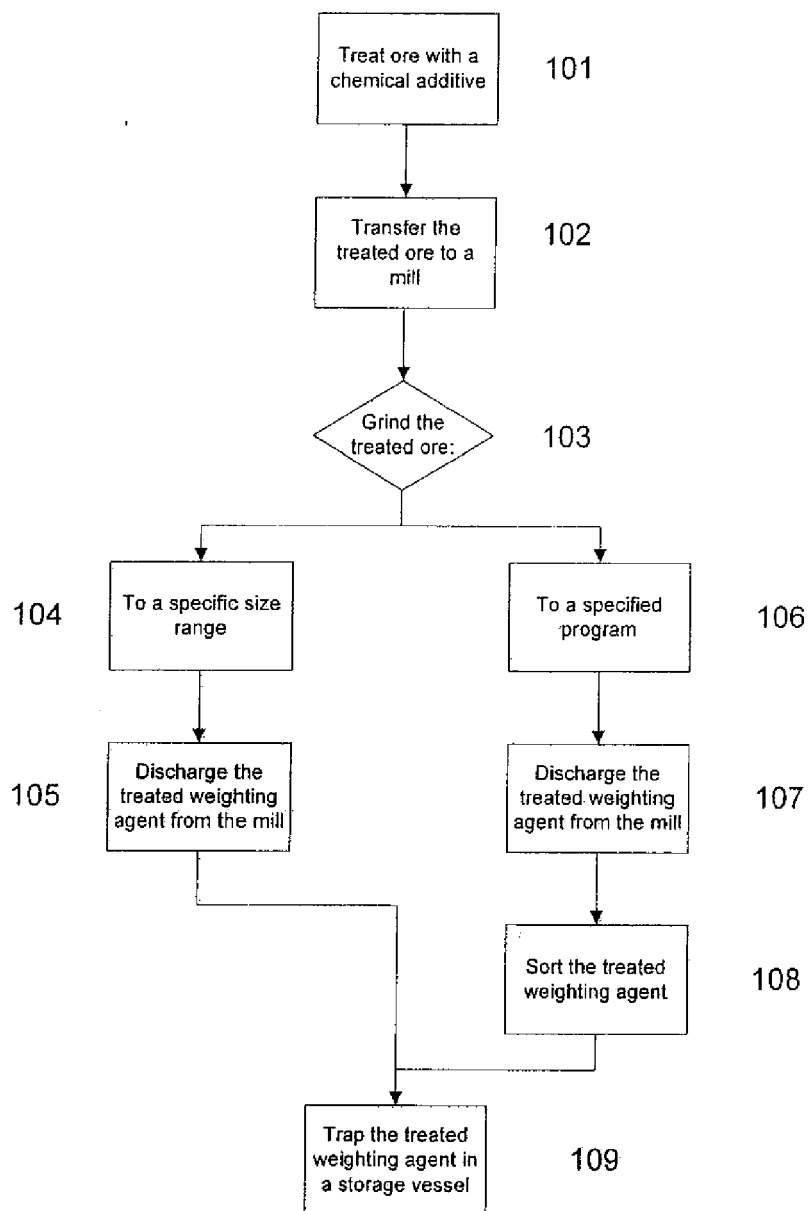 Treat ore with a
chemical additive
101
Transfer the
treated ore to a
mill
102
Grind the
treated ore:
103
104
To a specific size
range
To a specified
program
106
105
Discharge the
treated weighting
agent from the mill
Discharge the
treated weighting
agent from the mill
107
Sort the treated
weighting agent
108
Trap the treated
weighting agent in
a storage vessel
109